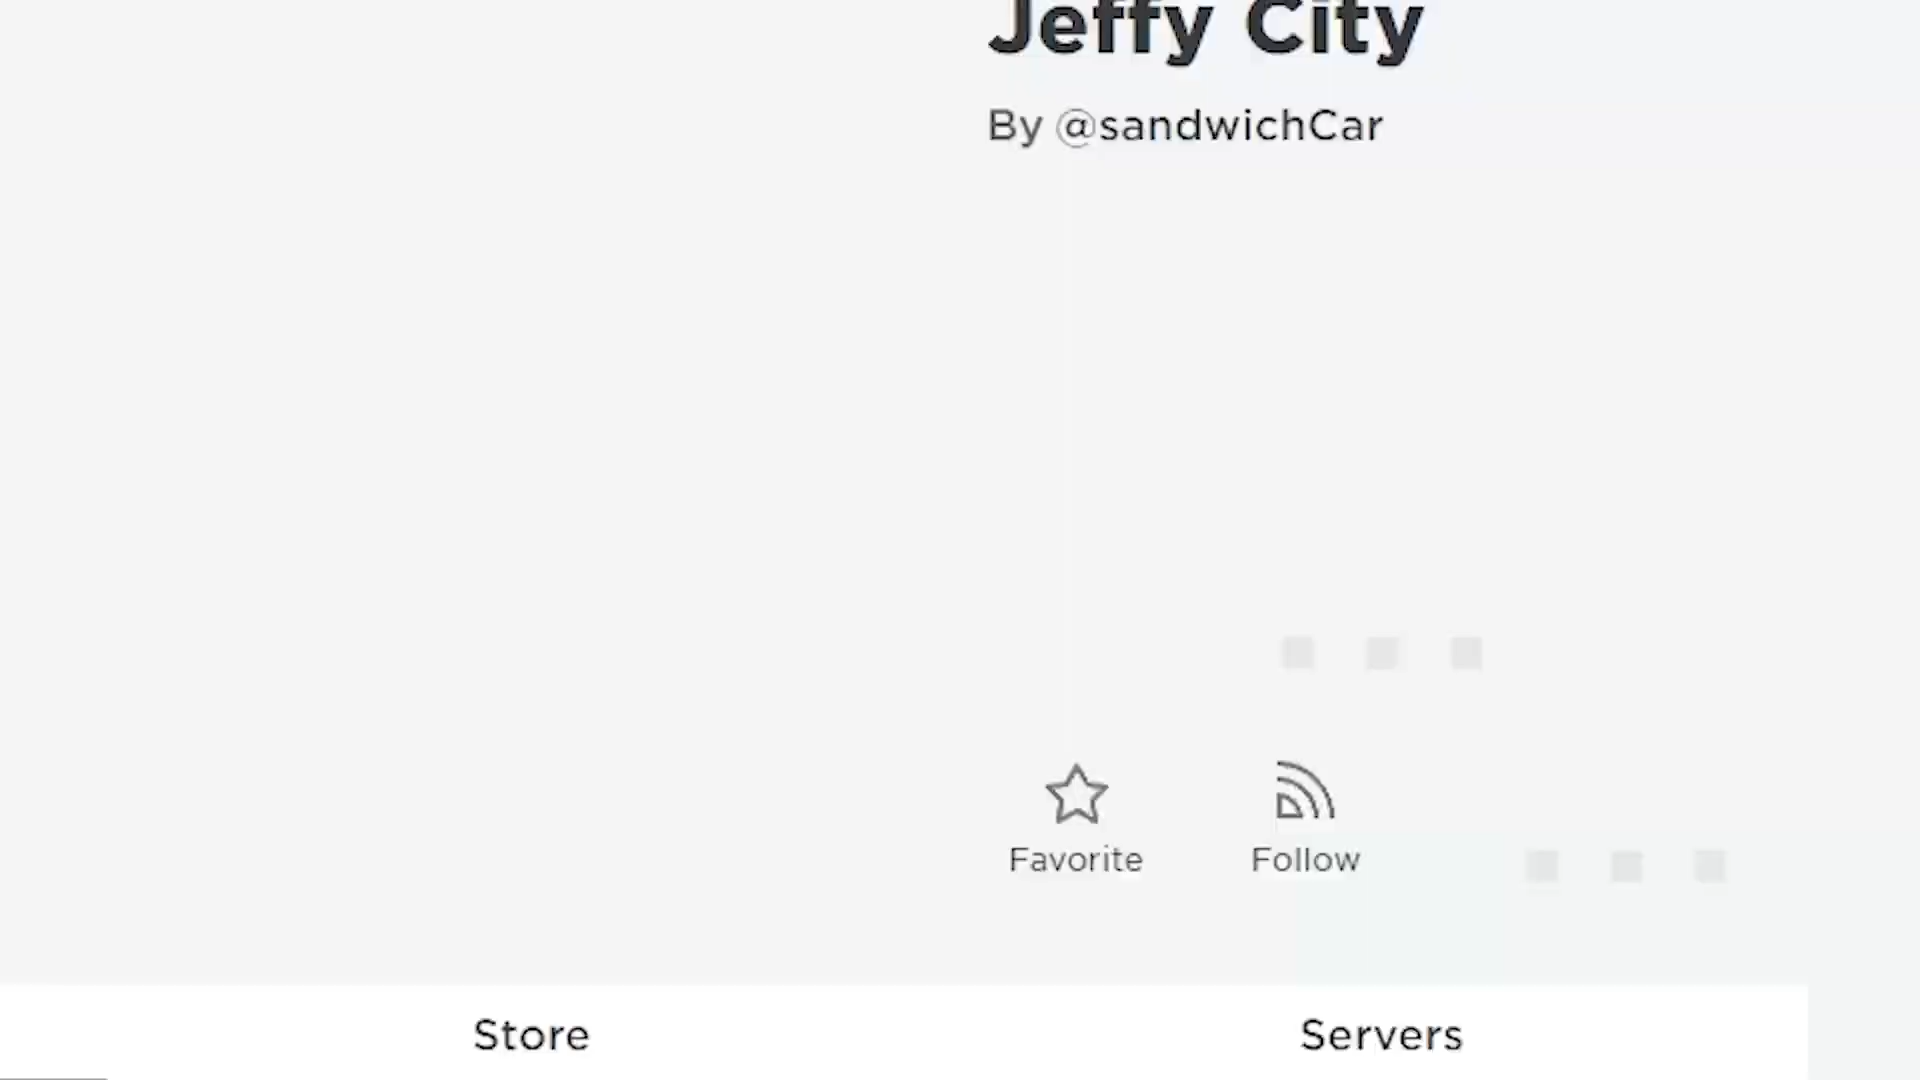 Jeffy City
By @sandwichCar
Favorite
Follow
Store
Servers